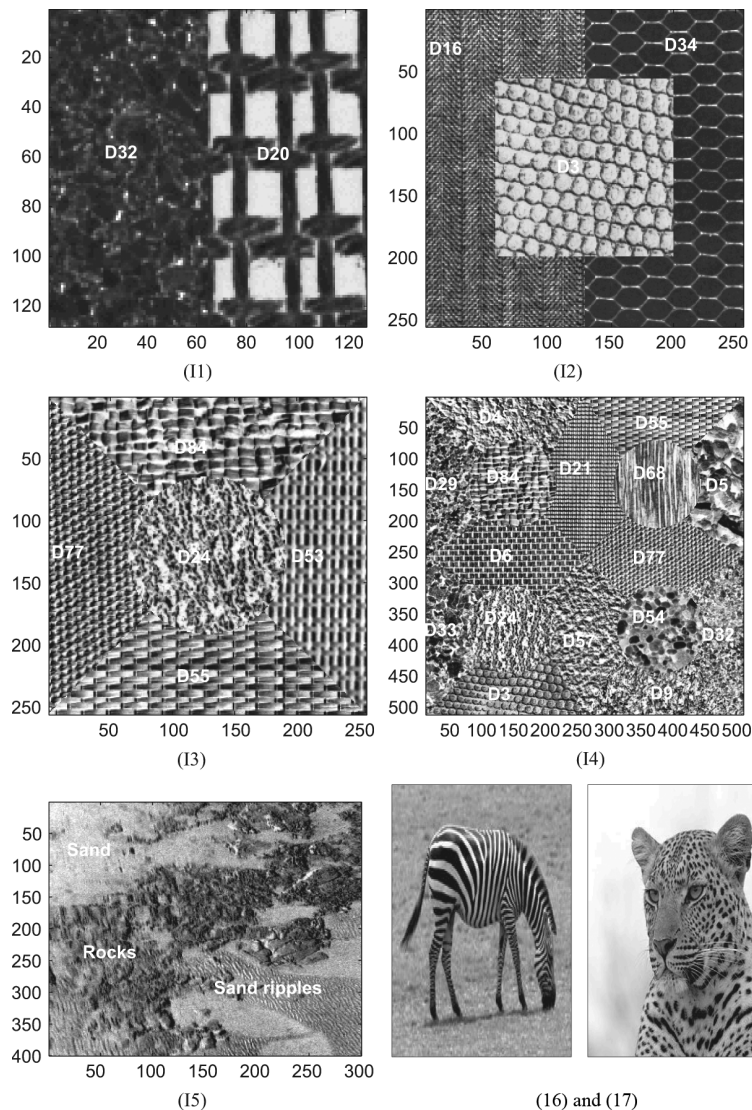 20
40
60
80
100
120
D32
D20
20 40 60 80 100 120
(I1)
50
100
150
200
250
D16
D34
D3
50 100 150 200 250
(I2)
50
100
150
200
250
D84
D77
D24
D53
D55
50 100 150 200 250
(I3)
50
100
150
200
250
300
350
400
450
500
D4
D55
D29
D84
D21
D68
D5
D6
D77
D33
D24
D57
D54
D32
D3
D9
50 100 150 200 250 300 350 400 450 500
(I4)
50
100
150
200
250
300
350
400
Sand
Rocks
Sand ripples
50 100 150 200 250 300
(I5)
(16) and (17)